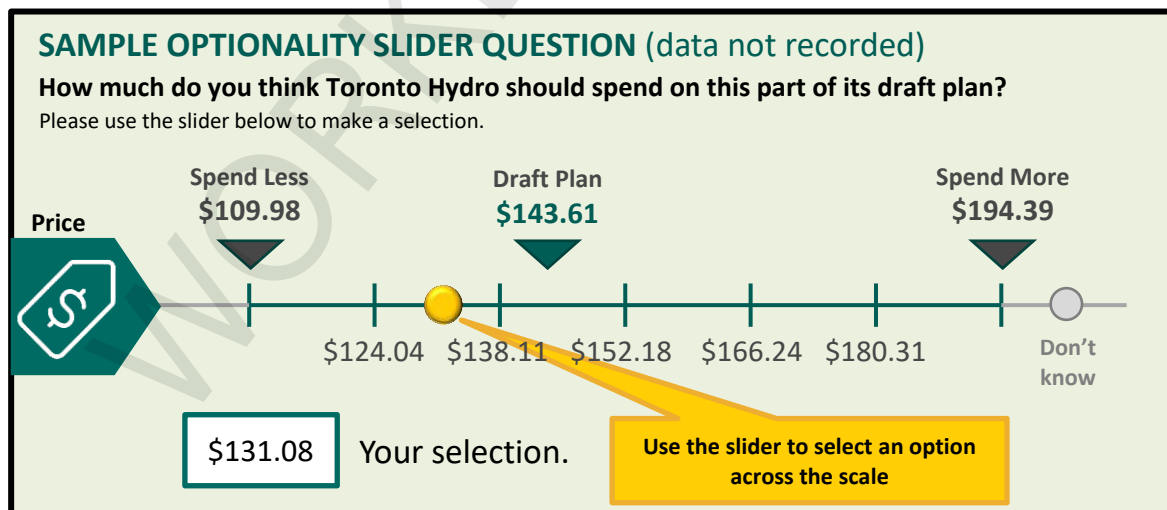 SAMPLE OPTIONALITY SLIDER QUESTION (data not recorded)
How much do you think Toronto Hydro should spend on this part of its draft plan?
Please use the slider below to make a selection.
Spend Less
$109.98
Draft Plan
$143.61
Spend More
$194.39
Price
$
$124.04 $138.11 $152.18 $166.24 $180.31
Don't
know
$131.08 Your selection.
Use the slider to select an option
across the scale
WORK